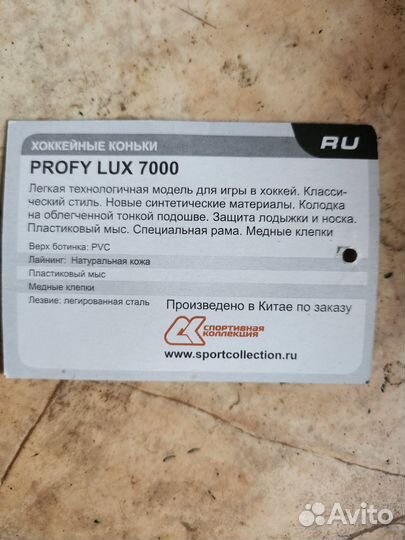 ХОККЕЙНЫЕ КОНЬКИ
RU
PROFY LUX 7000
Легкая технологичная модель для игры в хоккей. Класси-
ческий стиль. Новые синтетические материалы. Колодка
на облегченной тонкой подошве. Защита лодыжки и носка.
Пластиковый мыс. Специальная рама. Медные клепки
Верх ботинка: PVC
Лайнинг: Натуральная кожа
Пластиковый мыс
Медные клепки
Лезвие: легированная сталь
Произведено в Китае по заказу
СПОРТИВНАЯ
КОЛЛЕКЦИЯ
www.sportcollection.ru
Avito